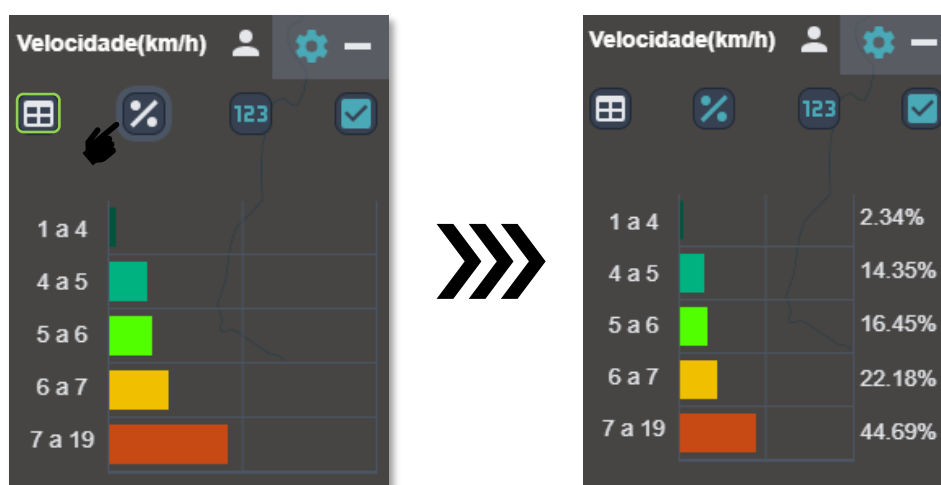 Velocidade(km/h)
123
1 a 4
4 a 5
5 a 6
6 a 7
7 a 19
Velocidade(km/h)
123
1 a 4 2.34%
4 a 5 14.35%
5 a 6 16.45%
6 a 7 22.18%
7 a 19 44.69%